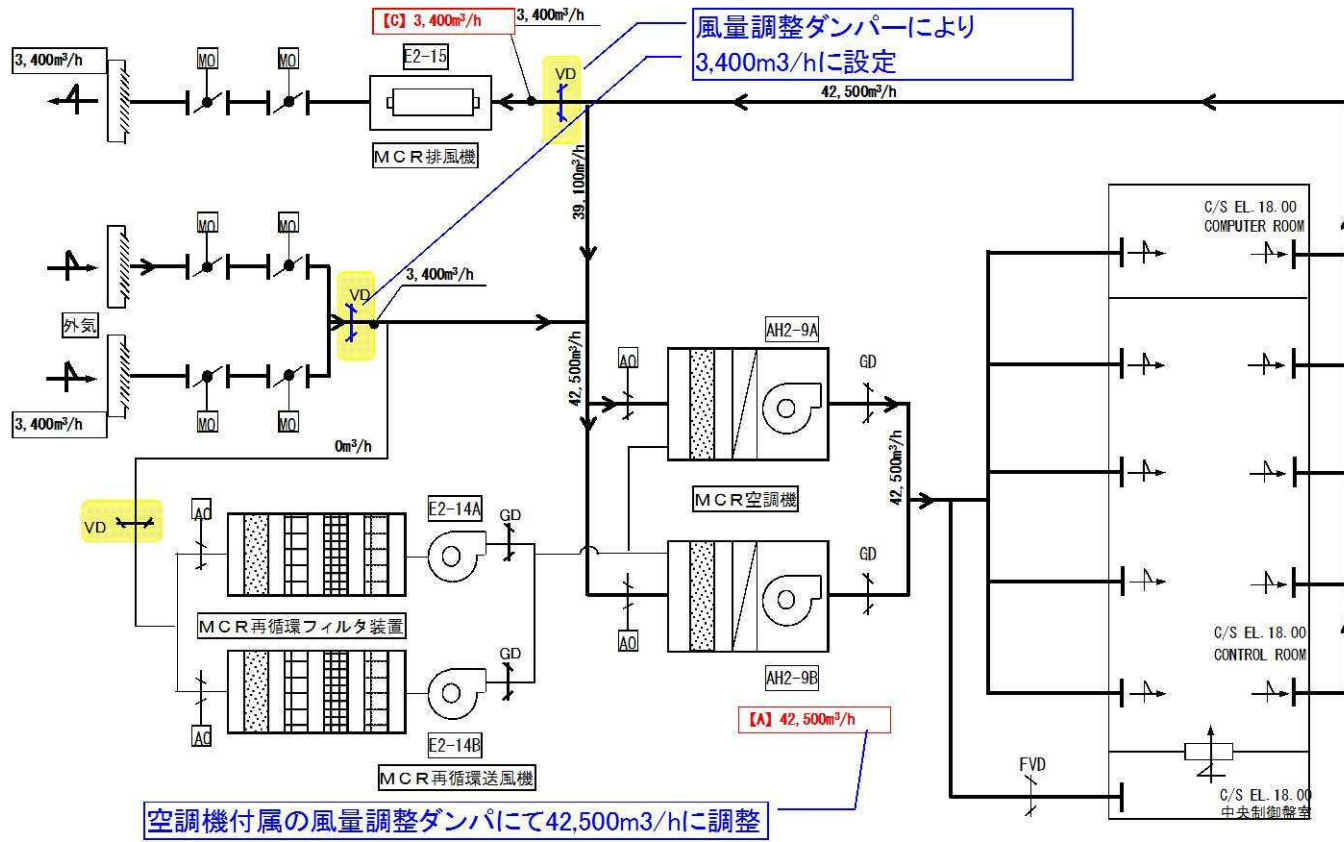 【C】3,400m³/h
3,400m³/h
風量調整ダンパーにより
3,400m3/hに設定
3,400m³/h
MO
MO
E2-15
VD
42,500m³/h
MCR排風機
39,100m³/h
C/S EL.18.00
COMPUTER ROOM
MO
MO
3,400m³/h
VD
外気
AH2-9A
AO
GD
42,500m³/h
MO
MO
3,400m³/h
0m³/h
42,500m³/h
MCR空調機
VD
AO
E2-14A
GD
GD
MCR再循環フィルタ装置
AO
C/S EL.18.00
CONTROL ROOM
GD
AH2-9B
【A】42,500m³/h
AO
E2-14B
MCR再循環送風機
FVD
C/S EL.18.00
中央制御盤室
空調機付属の風量調整ダンパにて42,500m3/hに調整